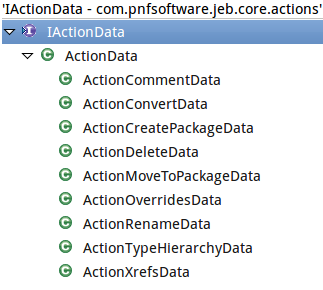 'IActionData - com.pnfsoftware.jeb.core.actions'
IActionData
ActionData
ActionCommentData
ActionConvertData
ActionCreatePackageData
ActionDeleteData
ActionMoveToPackageData
ActionOverridesData
ActionRenameData
ActionTypeHierarchyData
ActionXrefsData